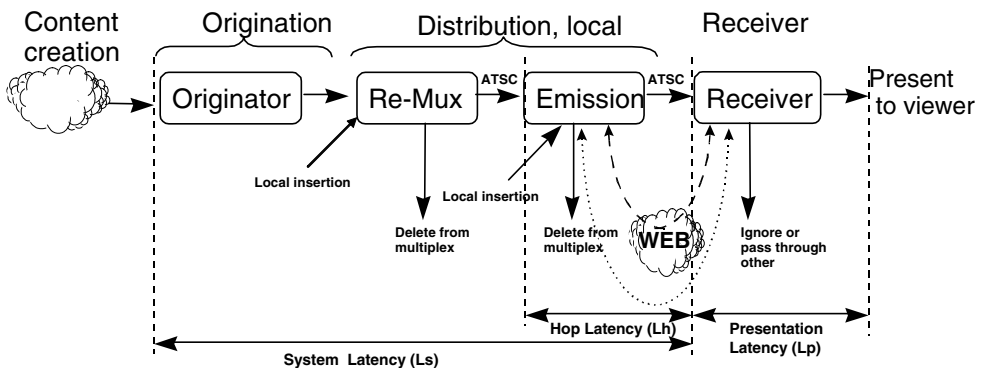 Content
creation
Origination
Distribution, local
Receiver
Originator
Re-Mux
ATSC
Emission
ATSC
Receiver
Present
to viewer
Local insertion
Local insertion
Delete from
multiplex
Delete from
multiplex
WEB
Ignore or
pass through
other
Hop Latency (Lh)
Presentation
Latency (Lp)
System Latency (Ls)